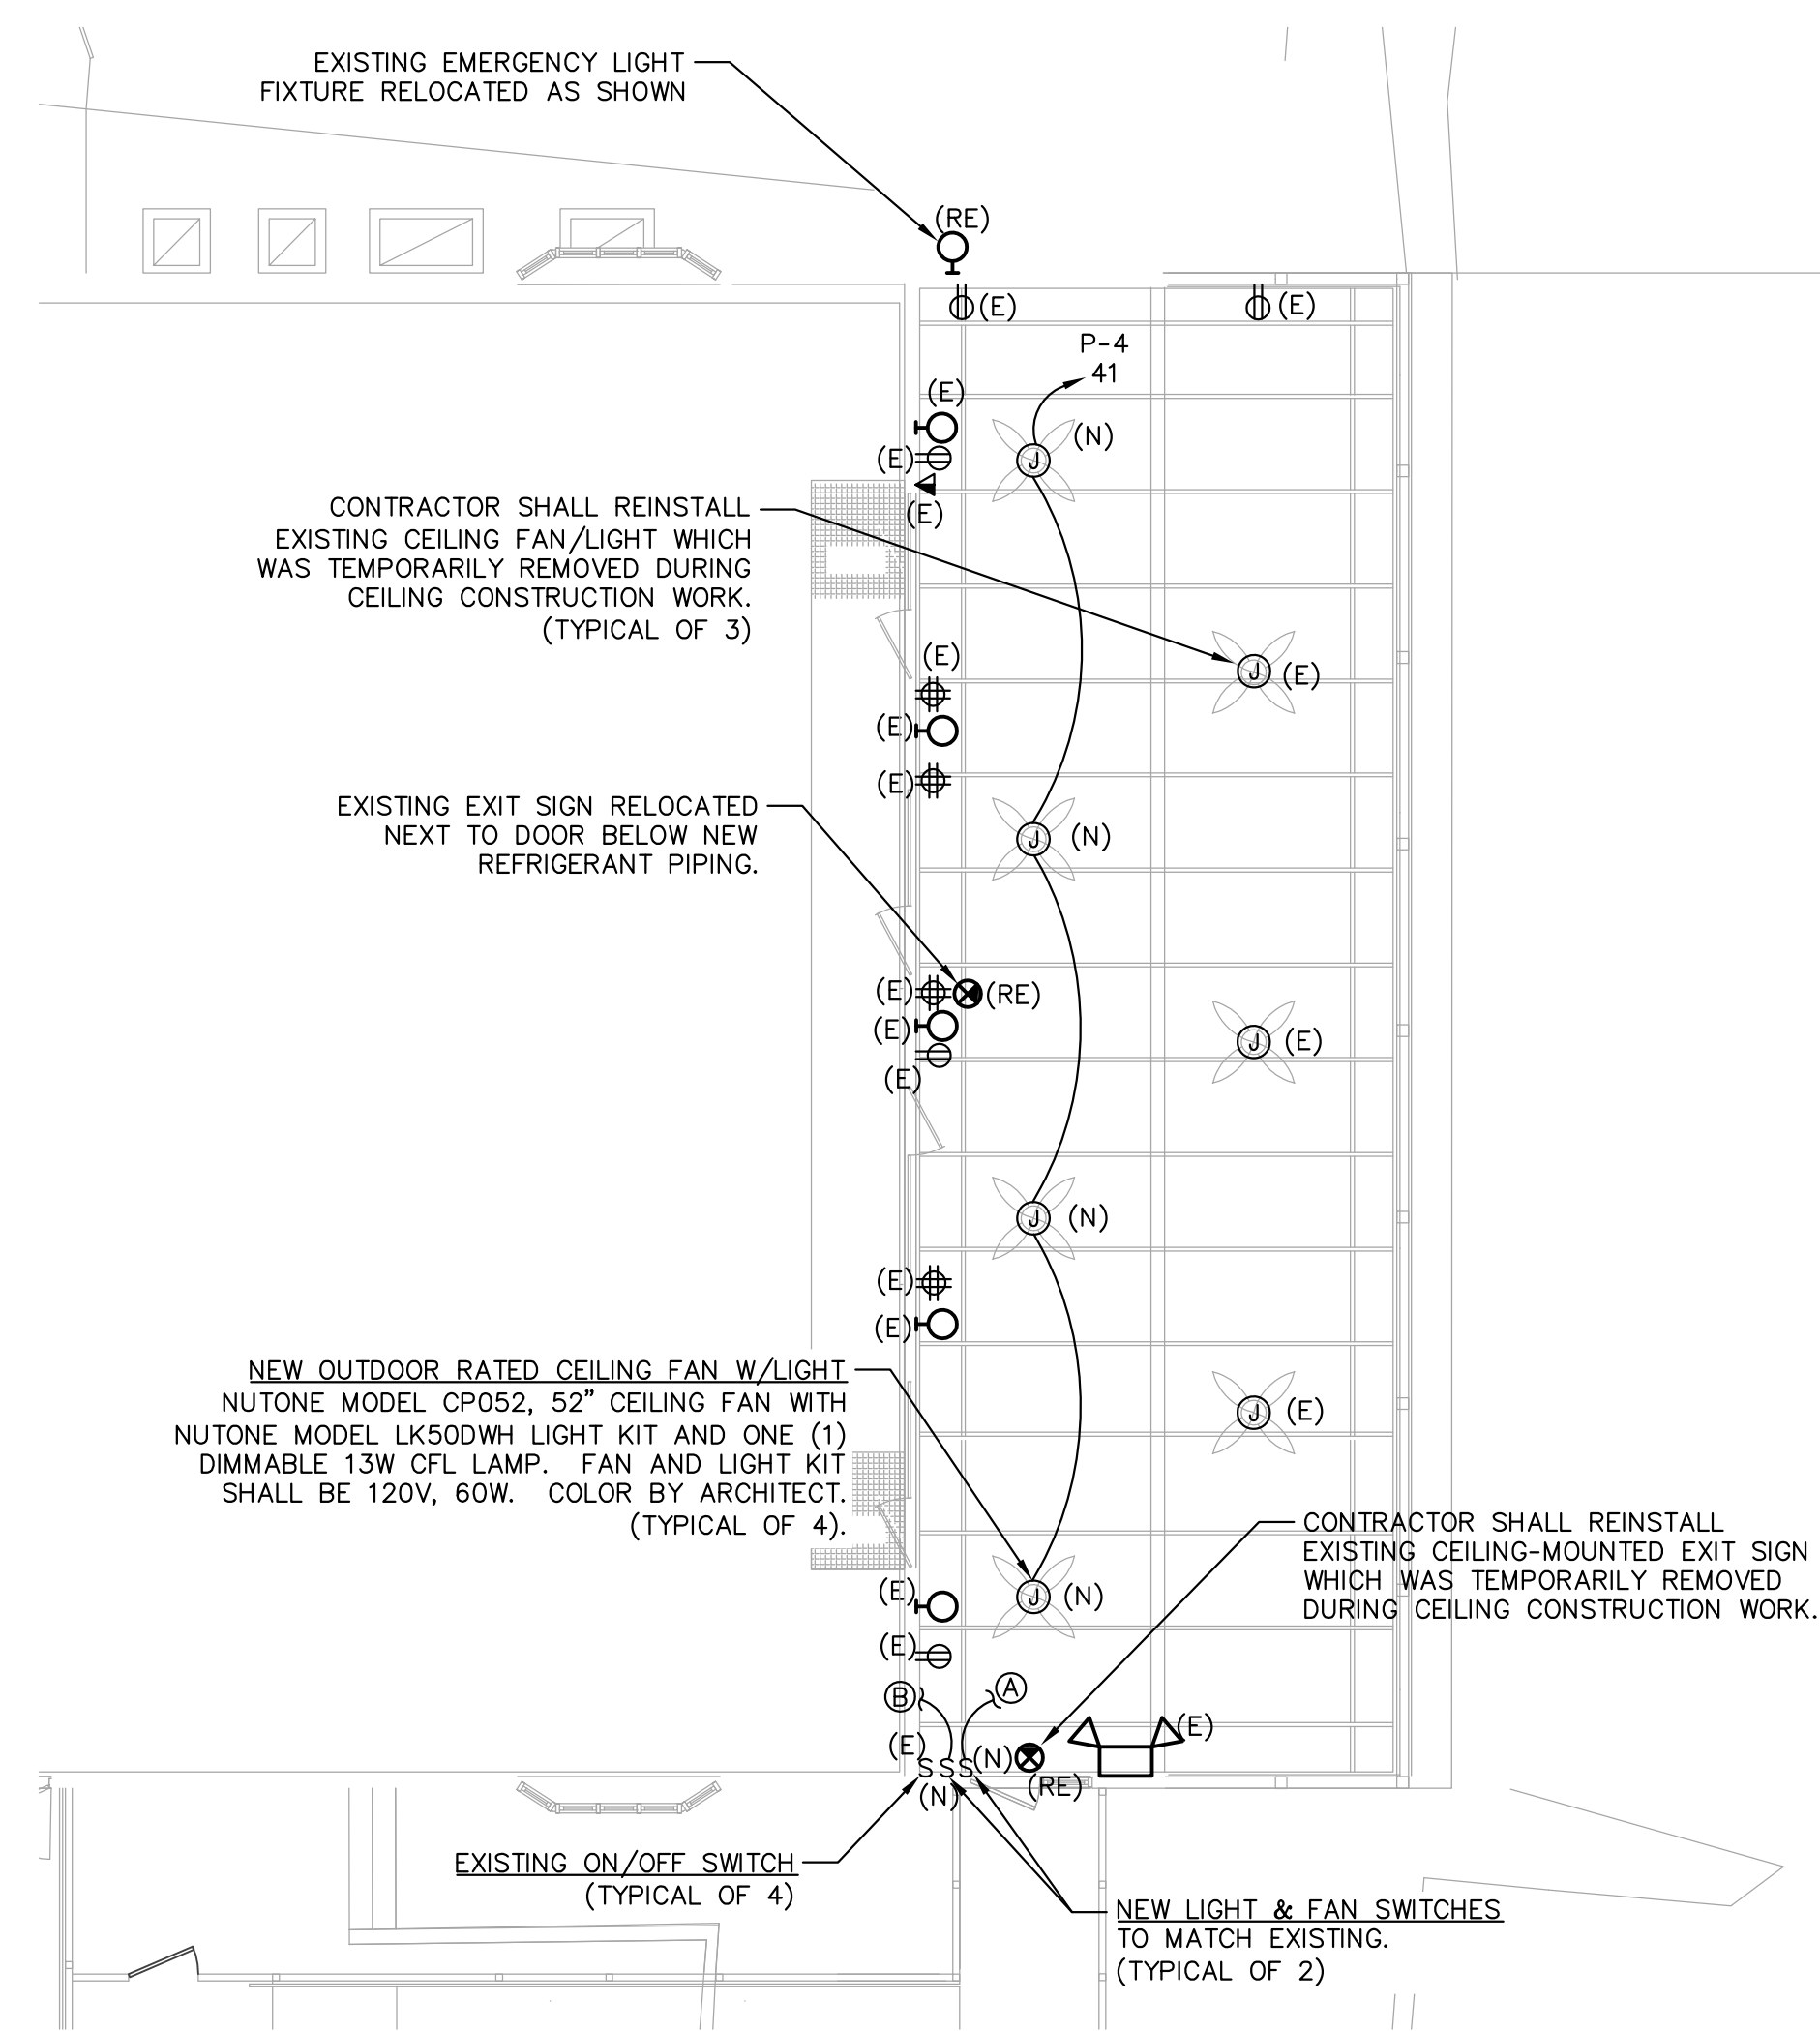 EXISTING EMERGENCY LIGHT
FIXTURE RELOCATED AS SHOWN
(RE)
(E)
(E)
P-4
41
(E)
(N)
J
(E)
(E)
CONTRACTOR SHALL REINSTALL
EXISTING CEILING FAN/LIGHT WHICH
WAS TEMPORARILY REMOVED DURING
CEILING CONSTRUCTION WORK.
(TYPICAL OF 3)
(E)
J
(E)
(E)
(E)
EXISTING EXIT SIGN RELOCATED
NEXT TO DOOR BELOW NEW
REFRIGERANT PIPING.
J
(N)
(E)
(RE)
(E)
J
(E)
(E)
J
(N)
(E)
(E)
NEW OUTDOOR RATED CEILING FAN W/LIGHT
NUTONE MODEL CP052, 52" CEILING FAN WITH
NUTONE MODEL LK50DWH LIGHT KIT AND ONE (1)
DIMMABLE 13W CFL LAMP. FAN AND LIGHT KIT
SHALL BE 120V, 60W. COLOR BY ARCHITECT.
(TYPICAL OF 4).
J
(E)
CONTRACTOR SHALL REINSTALL
EXISTING CEILING-MOUNTED EXIT SIGN
WHICH WAS TEMPORARILY REMOVED
DURING CEILING CONSTRUCTION WORK.
(E)
J
(N)
(E)
B
A
(E)
(E)
SSS
(N)
(N)
(RE)
EXISTING ON/OFF SWITCH
(TYPICAL OF 4)
NEW LIGHT & FAN SWITCHES
TO MATCH EXISTING.
(TYPICAL OF 2)